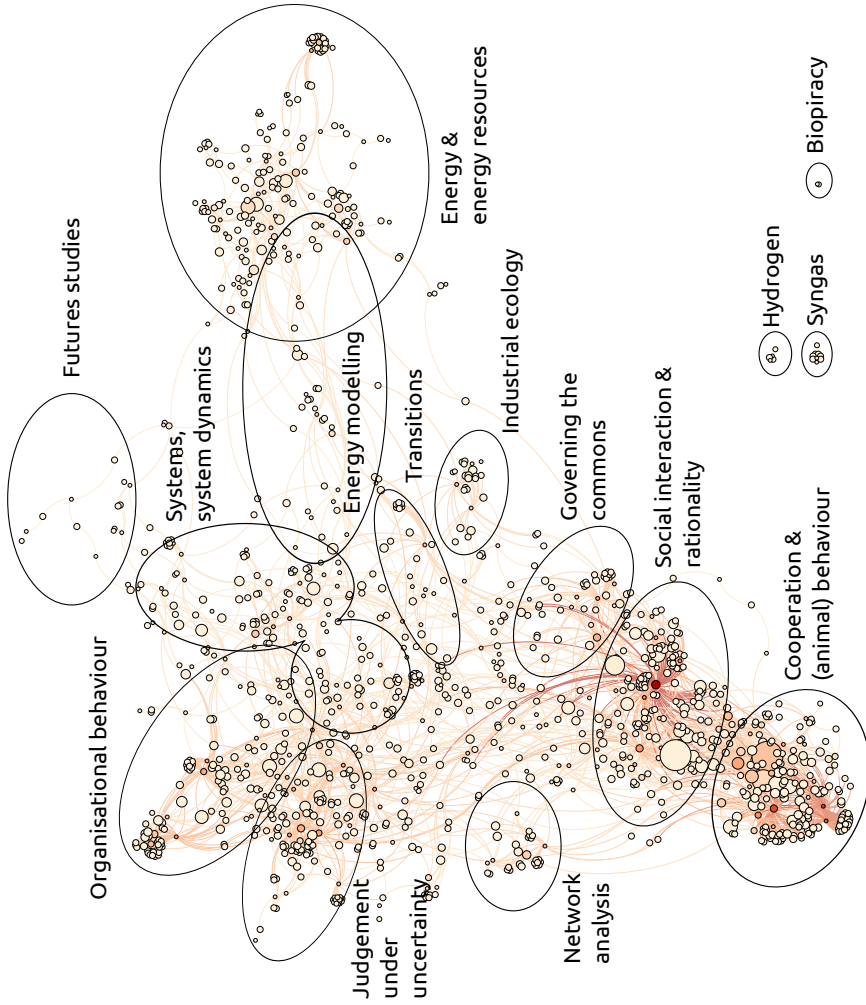 Futures studies
Organisational behaviour
Systems,
system dynamics
Energy &
energy resources
Energy modelling
Transitions
Judgement
under
uncertainty
Industrial ecology
Network
analysis
Governing the
commons
Social interaction &
rationality
Cooperation &
(animal) behaviour
Hydrogen
Syngas
Biopiracy